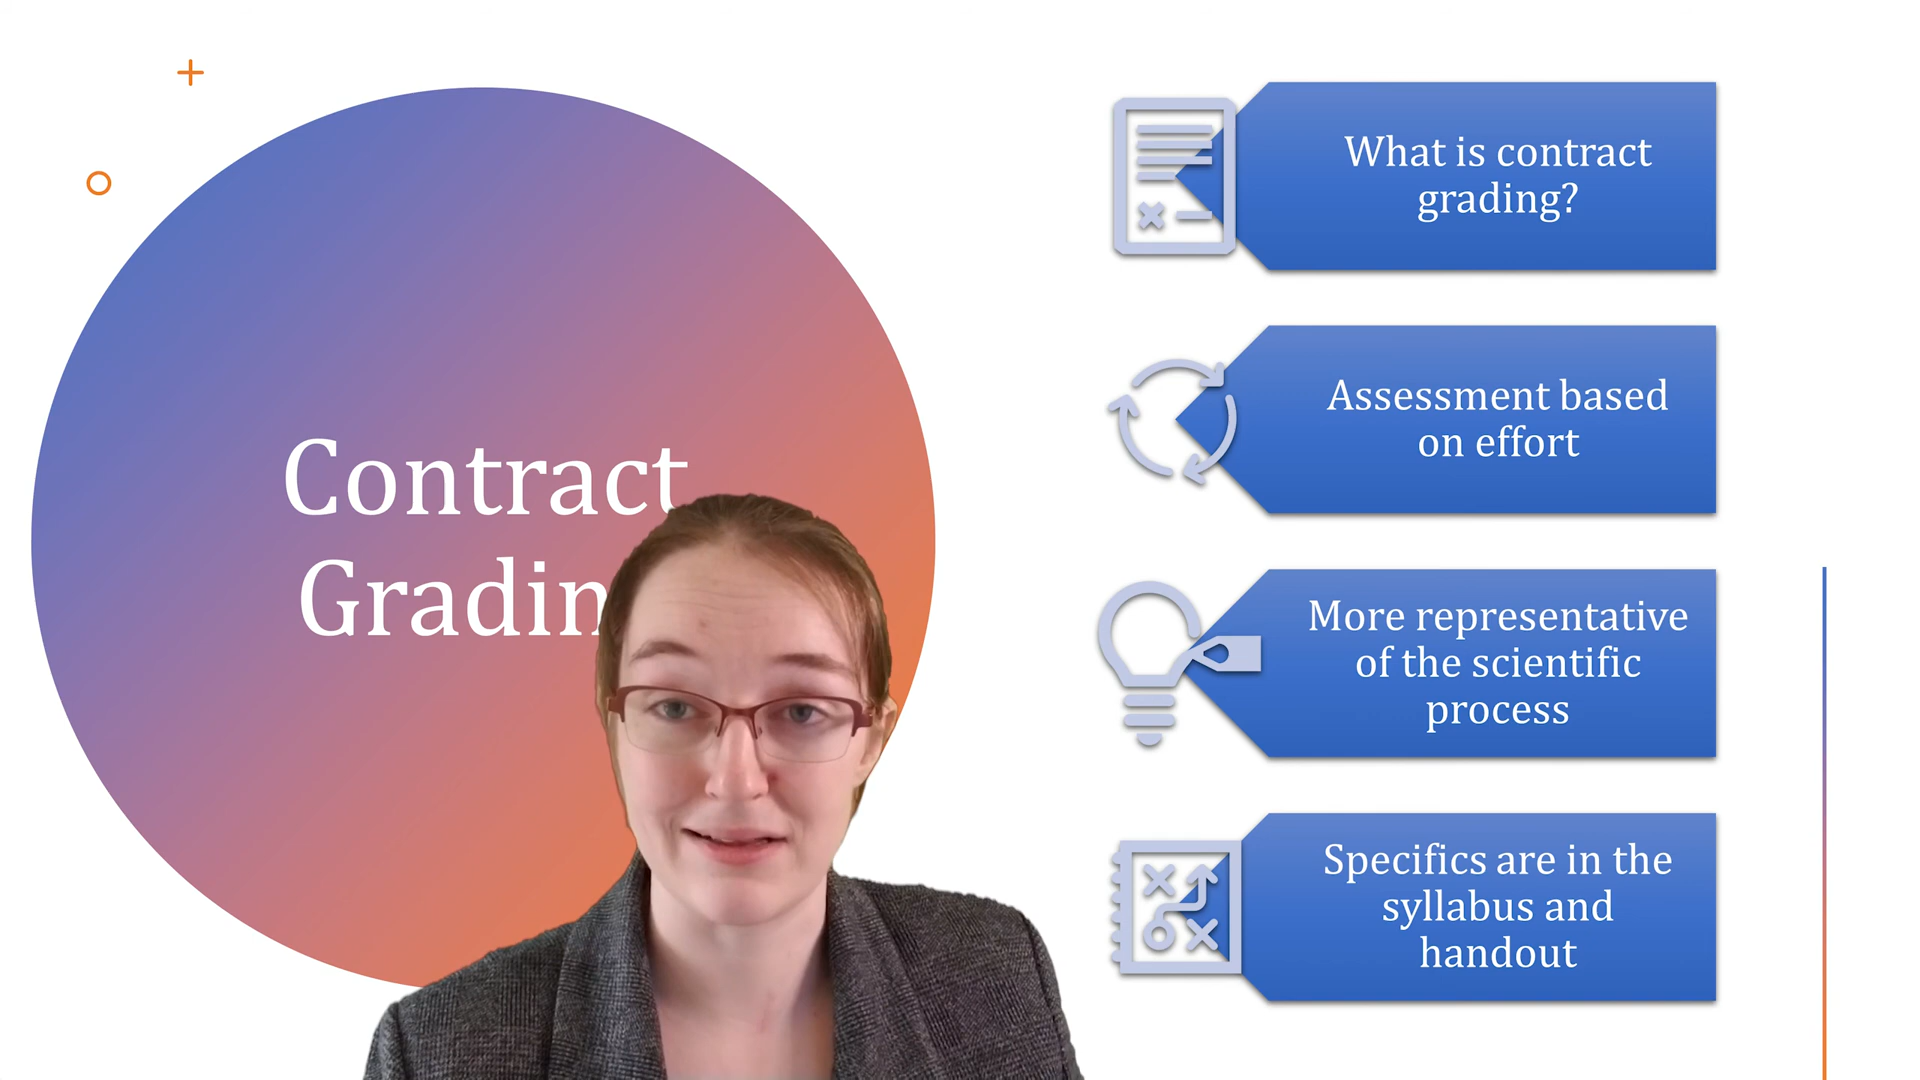 Contract
Gradin
What is contract
grading?
Assessment based
on effort
More representative
of the scientific
process
Specifics are in the
syllabus and
handout